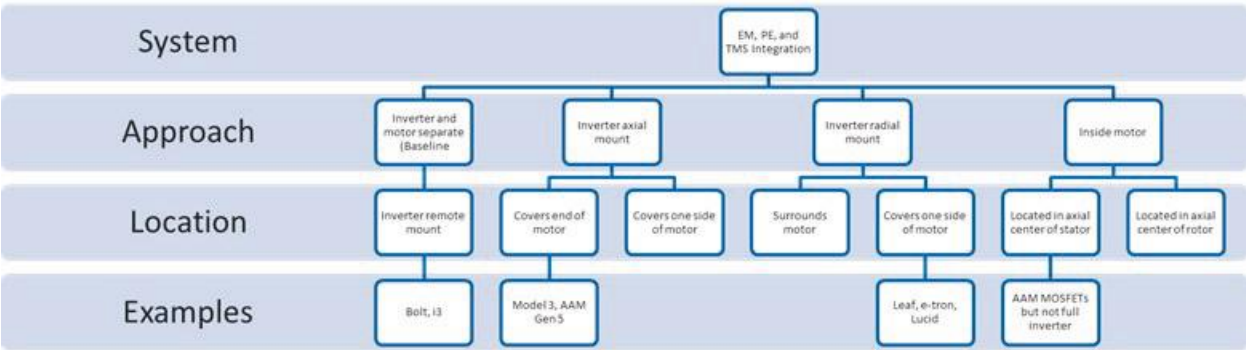 System
EM, PE, and
TMS Integration
Approach
Inverter and
motor separate
(Baseline
Inverter axial
mount
Inverter radial
mount
Inside motor
Location
Inverter remote
mount
Covers end of
motor
Covers one side
of motor
Surrounds
motor
Covers one side
of motor
Located in axial
center of stator
Located in axial
center of rotor
Examples
Bolt, i3
Model 3, AAM
Gen 5
Leaf, e-tron,
Lucid
AAM MOSFETs
but not full
inverter